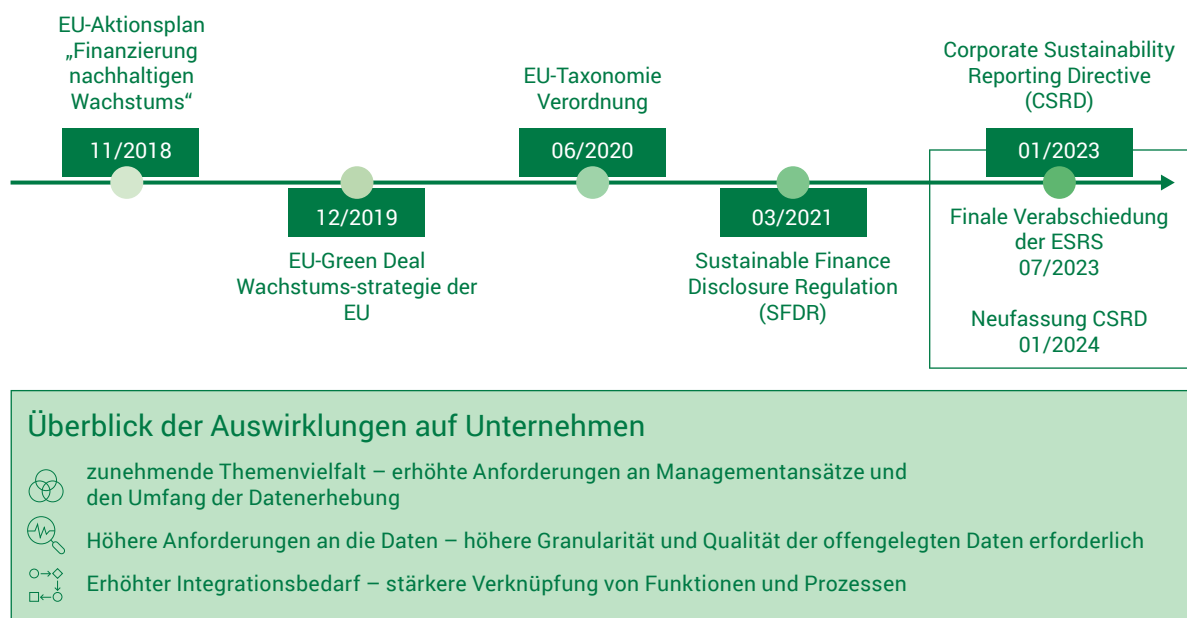 EU-Aktionsplan
„Finanzierung
nachhaltigen
Wachstums“
11/2018
12/2019
EU-Green Deal
Wachstums-strategie der
EU
EU-Taxonomie
Verordnung
06/2020
03/2021
Sustainable Finance
Disclosure Regulation
(SFDR)
Corporate Sustainability
Reporting Directive
(CSRD)
01/2023
Finale Verabschiedung
der ESRS
07/2023
Neufassung CSRD
01/2024
Überblick der Auswirkungen auf Unternehmen
zunehmende Themenvielfalt – erhöhte Anforderungen an Managementansätze und
den Umfang der Datenerhebung
Höhere Anforderungen an die Daten – höhere Granularität und Qualität der offengelegten Daten erforderlich
Erhöhter Integrationsbedarf – stärkere Verknüpfung von Funktionen und Prozessen